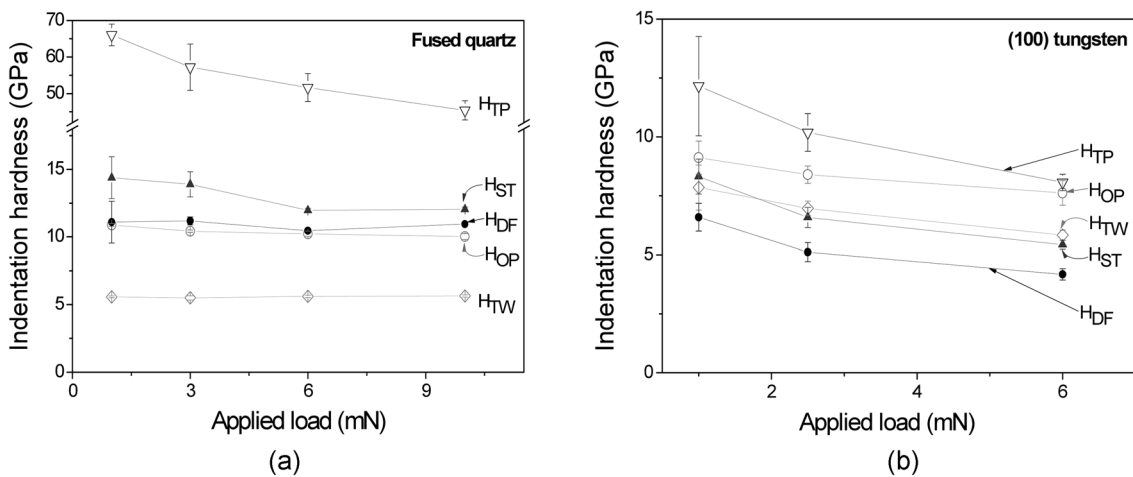 Fused quartz
Indentation hardness (GPa)
70
60
50
15
10
5
0
H_TP
H_ST
H_DF
H_OP
H_TW
0 3 6 9
Applied load (mN)
(a)
(100) tungsten
Indentation hardness (GPa)
15
10
5
0
H_TP
H_OP
H_TW
H_ST
H_DF
2 4 6
Applied load (mN)
(b)